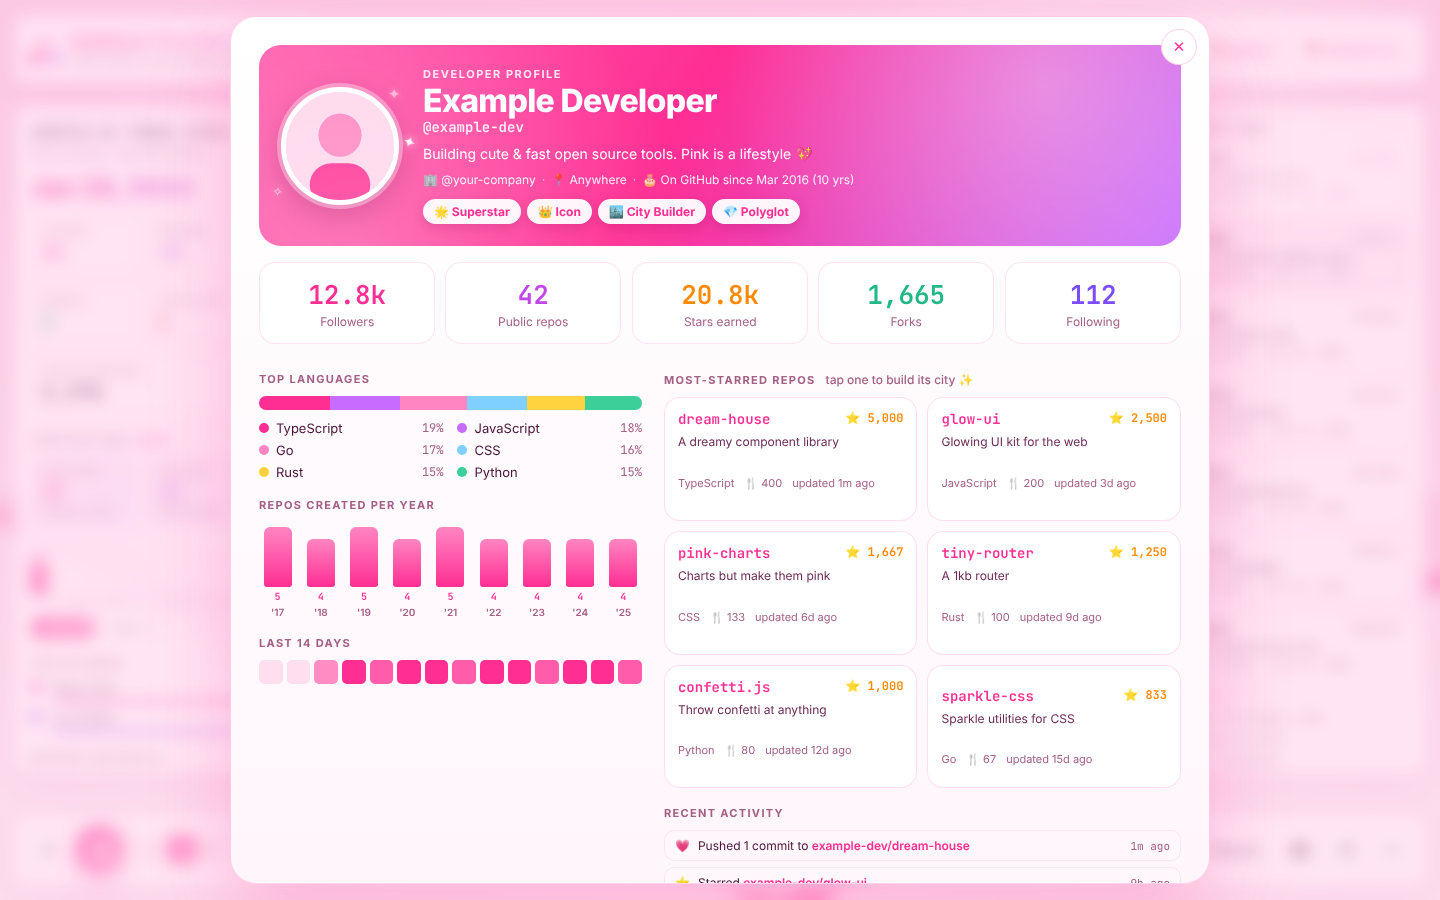 DEVELOPER PROFILE
Example Developer
@example-dev
Building cute & fast open source tools. Pink is a lifestyle 💖
🏢 @your-company · 📍 Anywhere · 🎂 On GitHub since Mar 2016 (10 yrs)
🌟 Superstar 👑 Icon 🏙️ City Builder 💎 Polyglot
12.8k
Followers
42
Public repos
20.8k
Stars earned
1,665
Forks
112
Following
TOP LANGUAGES
TypeScript 19% JavaScript 18%
Go 17% CSS 16%
Rust 15% Python 15%
REPOS CREATED PER YEAR
5 4 5 4 5 4 4 4 4
'17 '18 '19 '20 '21 '22 '23 '24 '25
LAST 14 DAYS
MOST-STARRED REPOS tap one to build its city ✨
dream-house ⭐ 5,000
A dreamy component library
TypeScript 🍴 400 updated 1m ago
glow-ui ⭐ 2,500
Glowing UI kit for the web
JavaScript 🍴 200 updated 3d ago
pink-charts ⭐ 1,667
Charts but make them pink
CSS 🍴 133 updated 6d ago
tiny-router ⭐ 1,250
A 1kb router
Rust 🍴 100 updated 9d ago
confetti.js ⭐ 1,000
Throw confetti at anything
Python 🍴 80 updated 12d ago
sparkle-css ⭐ 833
Sparkle utilities for CSS
Go 🍴 67 updated 15d ago
RECENT ACTIVITY
💗 Pushed 1 commit to example-dev/dream-house 1m ago
⭐ Starred example-dev/glow-ui 9h ago